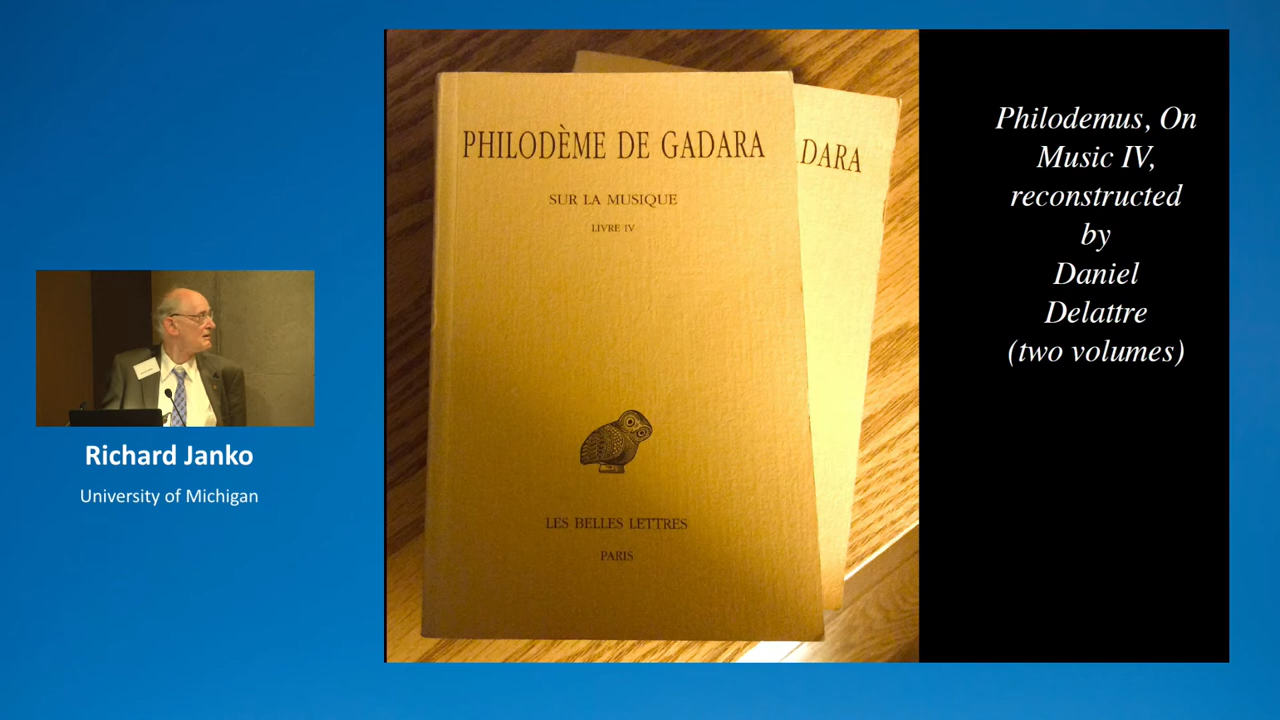 PHILODÈME DE GADARA
SUR LA MUSIQUE
LIVRE IV
LES BELLES LETTRES
PARIS
DARA
Philodemus, On
Music IV,
reconstructed
by
Daniel
Delattre
(two volumes)
Richard Janko
University of Michigan